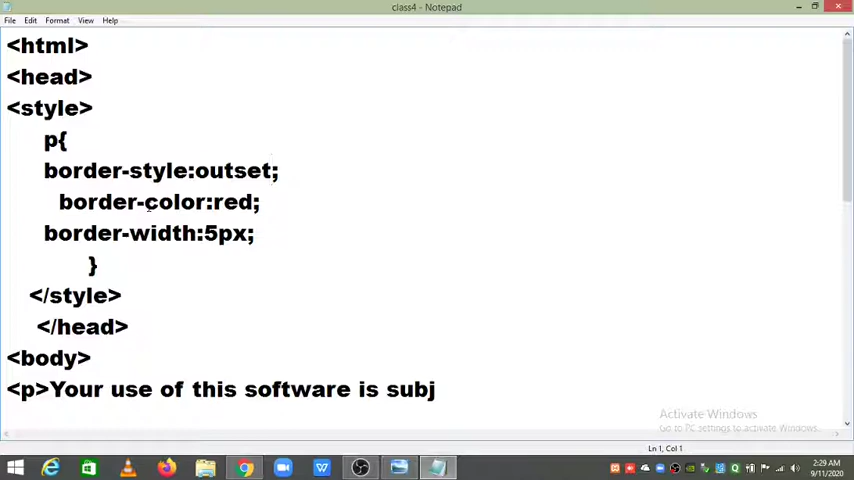 class4 - Notepad
File Edit Format View Help
<html>
<head>
<style>
p{
border-style:outset;
border-color:red;
border-width:5px;
}
</style>
</head>
<body>
<p>Your use of this software is subj
Activate Windows
Go to PC settings to activate Windows.
Ln 1, Col 1
2:29 AM
9/11/2020